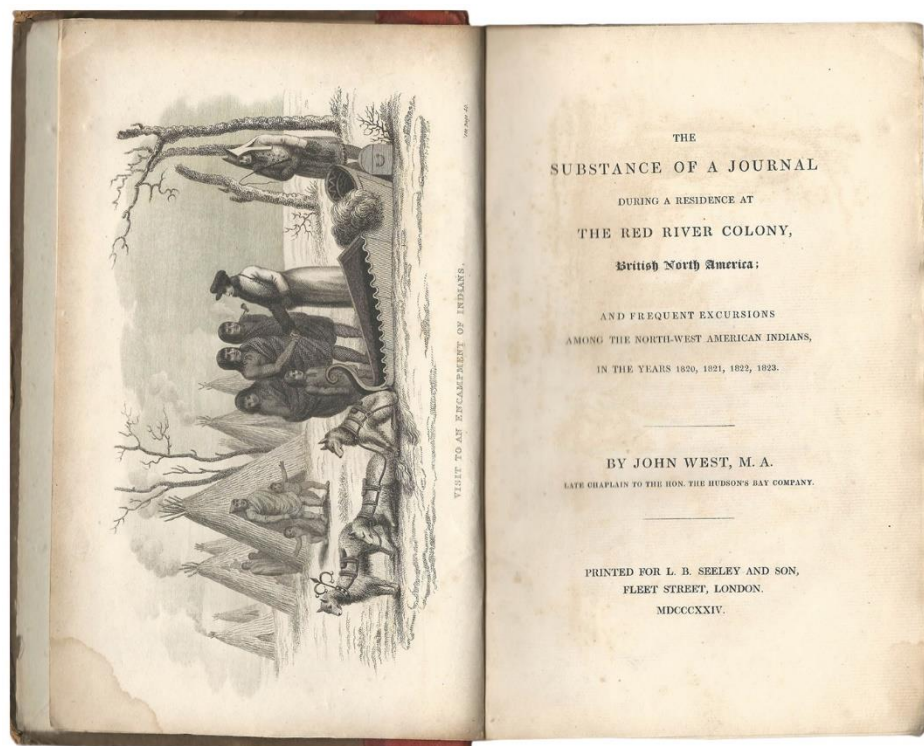 VISIT TO AN ENCAMPMENT OF INDIANS.
THE
SUBSTANCE OF A JOURNAL
DURING A RESIDENCE AT
THE RED RIVER COLONY,
British North America;
AND FREQUENT EXCURSIONS
AMONG THE NORTH-WEST AMERICAN INDIANS,
IN THE YEARS 1820, 1821, 1822, 1823.
BY JOHN WEST, M. A.
LATE CHAPLAIN TO THE HON. THE HUDSON'S BAY COMPANY.
PRINTED FOR L. B. SEELEY AND SON,
FLEET STREET, LONDON.
MDCCCXXIV.